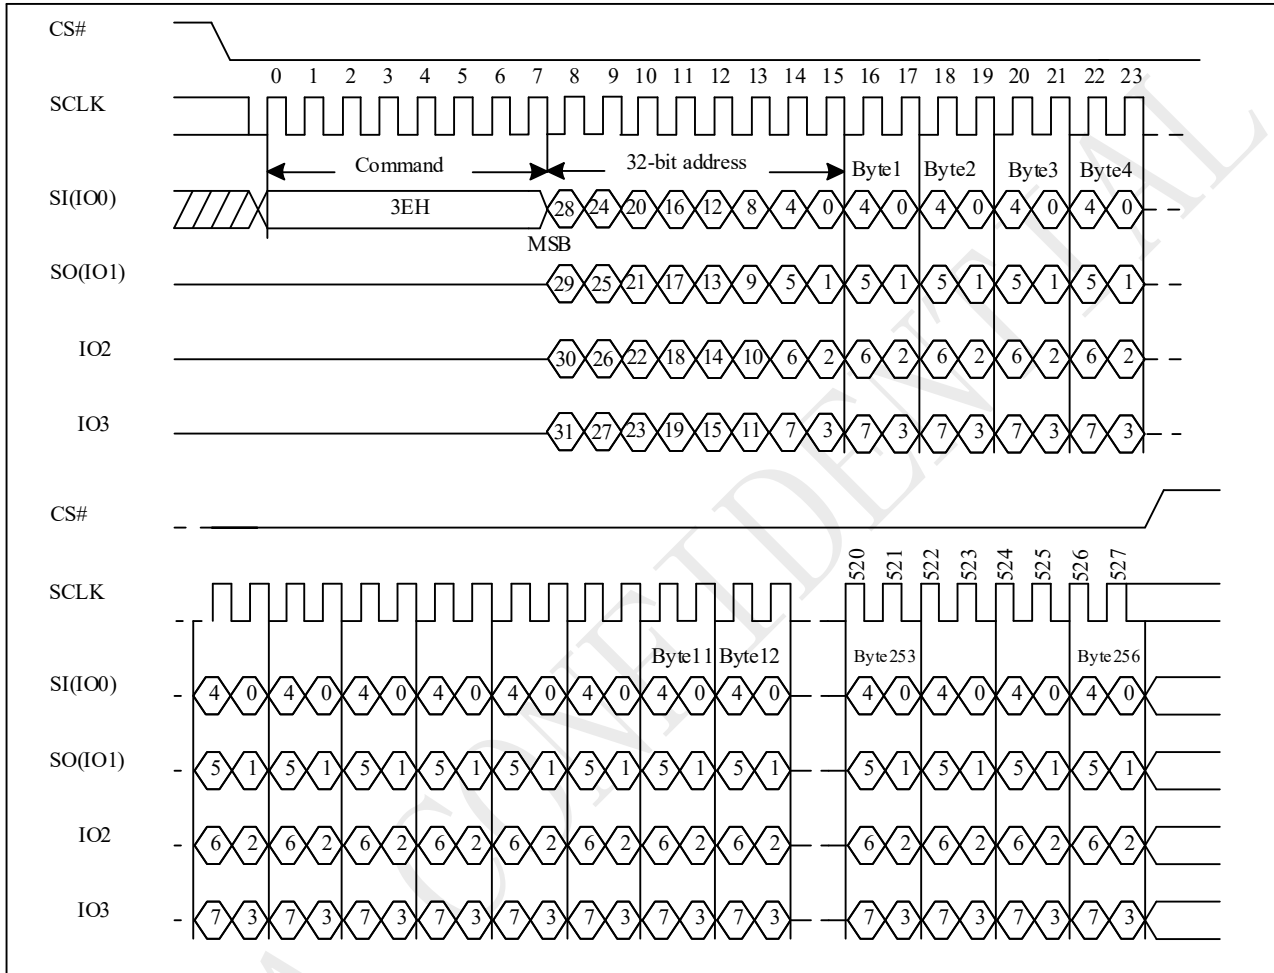 CS#
0 1 2 3 4 5 6 7 8 9 10 11 12 13 14 15 16 17 18 19 20 21 22 23
SCLK
Command 32-bit address Byte1 Byte2 Byte3 Byte4
SI(IO0) 3EH 28 24 20 16 12 8 4 0 4 0 4 0 4 0 4 0
MSB
SO(IO1) 29 25 21 17 13 9 5 1 5 1 5 1 5 1 5 1
IO2 30 26 22 18 14 10 6 2 6 2 6 2 6 2 6 2
IO3 31 27 23 19 15 11 7 3 7 3 7 3 7 3 7 3
CS#
520 521 522 523 524 525 526 527
SCLK
Byte11 Byte12 Byte253 Byte256
SI(IO0) 4 0 4 0 4 0 4 0 4 0 4 0 4 0 4 0 4 0 4 0 4 0 4 0
SO(IO1) 5 1 5 1 5 1 5 1 5 1 5 1 5 1 5 1 5 1 5 1 5 1 5 1
IO2 6 2 6 2 6 2 6 2 6 2 6 2 6 2 6 2 6 2 6 2 6 2 6 2
IO3 7 3 7 3 7 3 7 3 7 3 7 3 7 3 7 3 7 3 7 3 7 3 7 3
CONFIDENTIAL